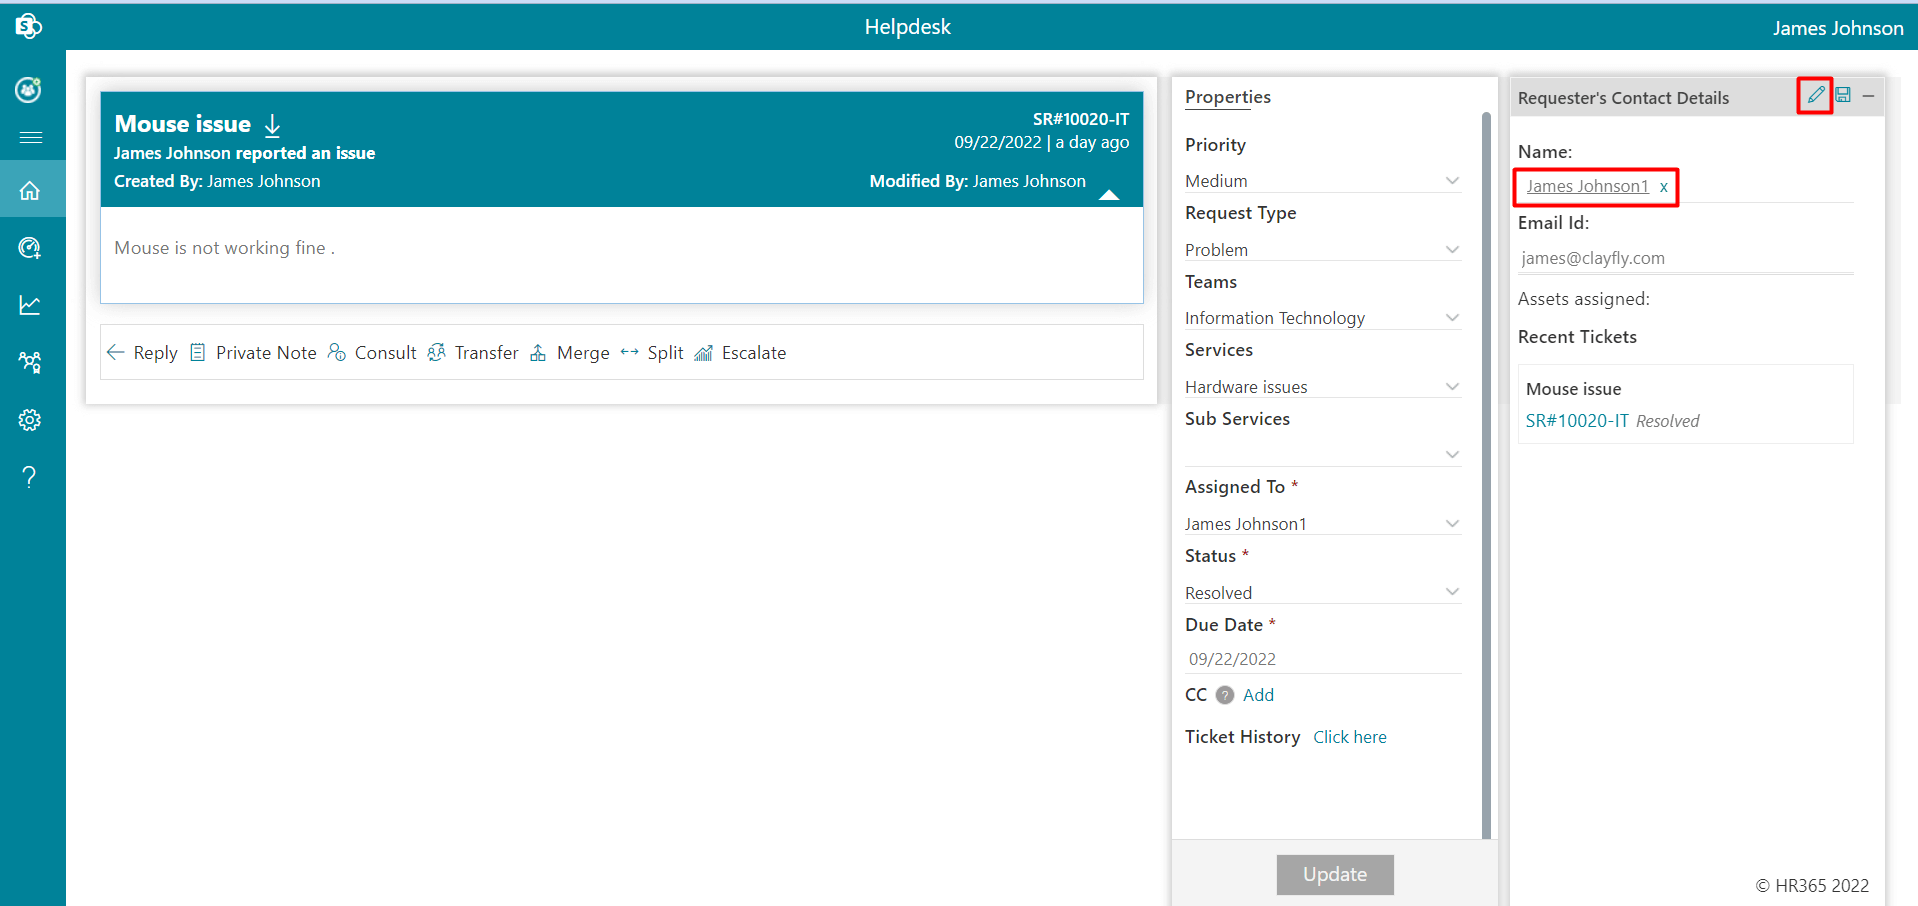 Helpdesk
James Johnson
Mouse issue
SR#10020-IT
James Johnson reported an issue
09/22/2022 | a day ago
Created By: James Johnson
Modified By: James Johnson
Mouse is not working fine .
Reply
Private Note
Consult
Transfer
Merge
Split
Escalate
Properties
Priority
Medium
Request Type
Problem
Teams
Information Technology
Services
Hardware issues
Sub Services
Assigned To *
James Johnson1
Status *
Resolved
Due Date *
09/22/2022
CC ? Add
Ticket History Click here
Update
Requester's Contact Details
Name:
James Johnson1 x
Email Id:
james@clayfly.com
Assets assigned:
Recent Tickets
Mouse issue
SR#10020-IT Resolved
© HR365 2022